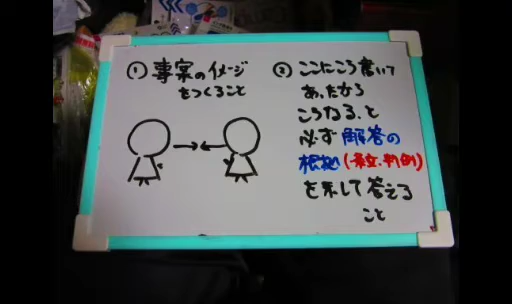 ① 事案のイメージ
をつくること
② ここにこう書いて
あったから
こうなる、と
必ず解答の
根拠(条文、判例)
を示して答える
こと